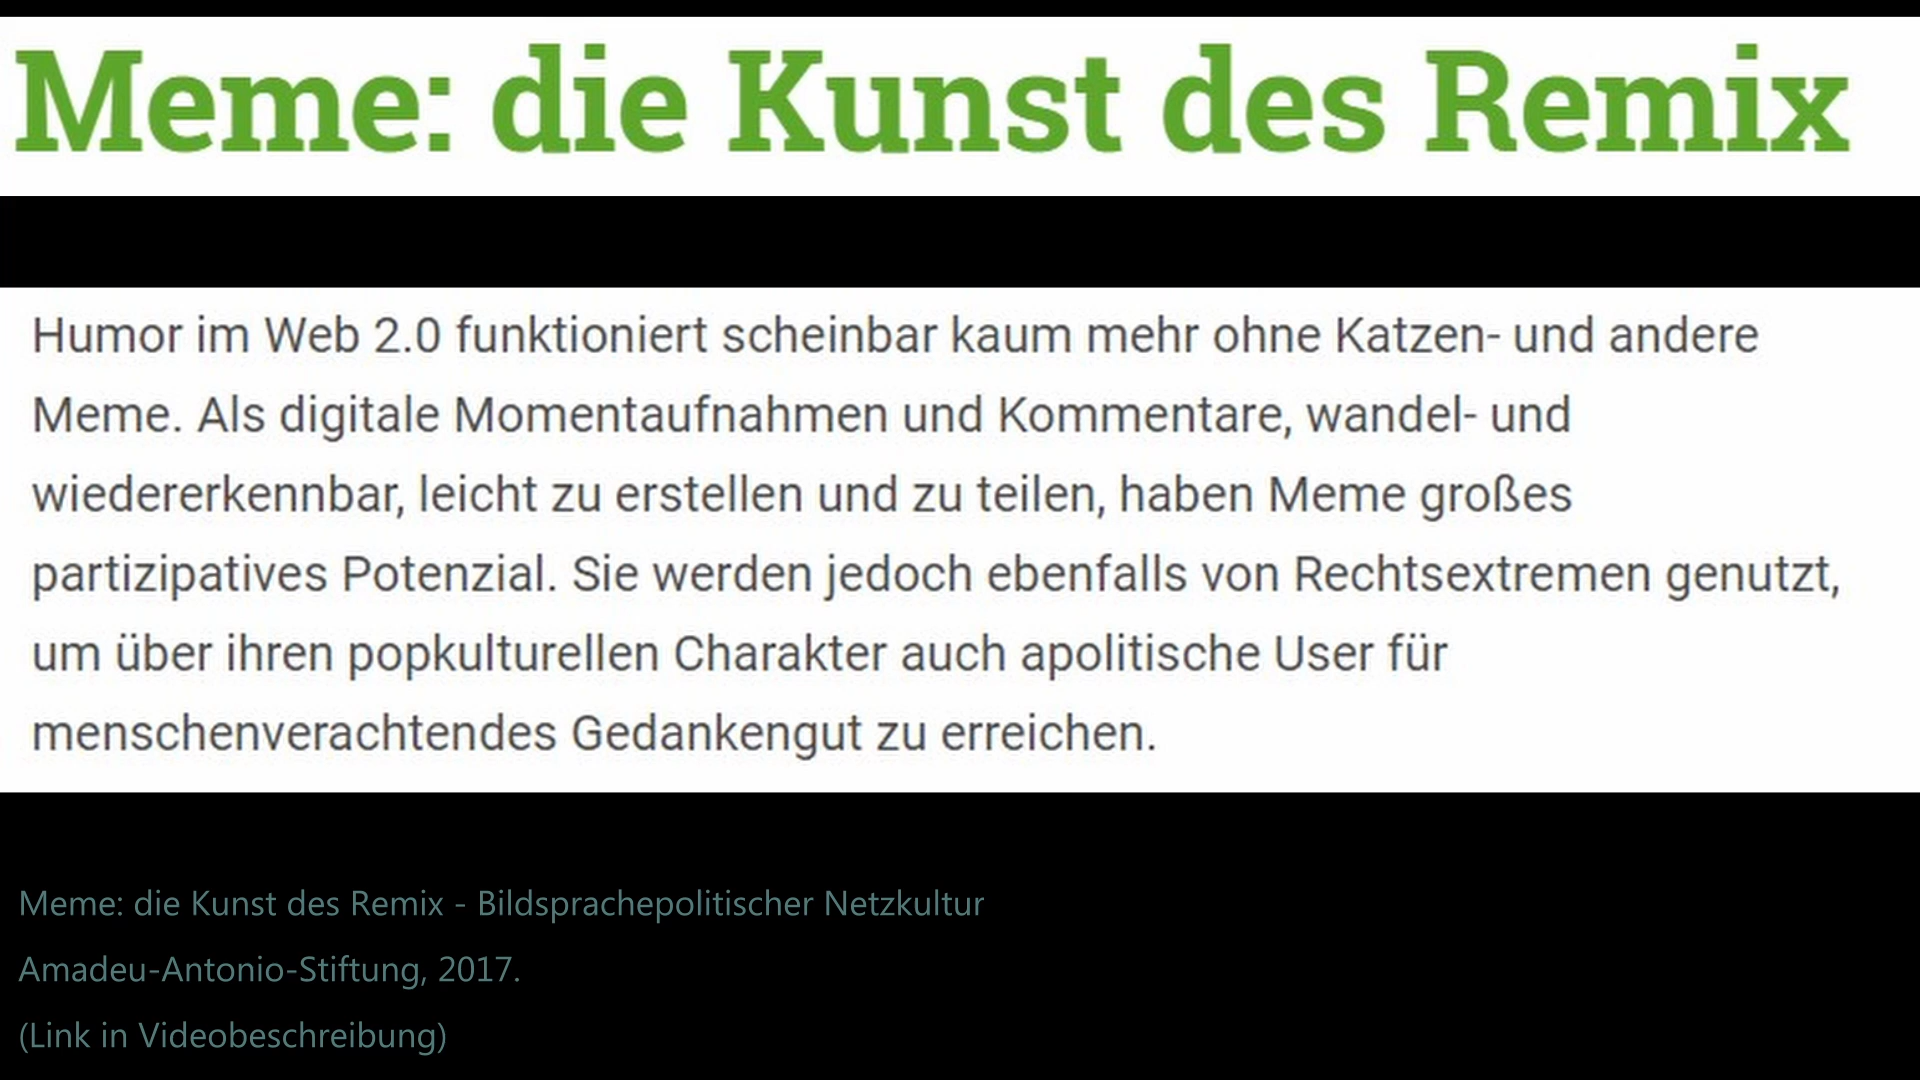 Meme: die Kunst des Remix
Humor im Web 2.0 funktioniert scheinbar kaum mehr ohne Katzen- und andere
Meme. Als digitale Momentaufnahmen und Kommentare, wandel- und
wiedererkennbar, leicht zu erstellen und zu teilen, haben Meme großes
partizipatives Potenzial. Sie werden jedoch ebenfalls von Rechtsextremen genutzt,
um über ihren popkulturellen Charakter auch apolitische User für
menschenverachtendes Gedankengut zu erreichen.
Meme: die Kunst des Remix - Bildsprachepolitischer Netzkultur
Amadeu-Antonio-Stiftung, 2017.
(Link in Videobeschreibung)